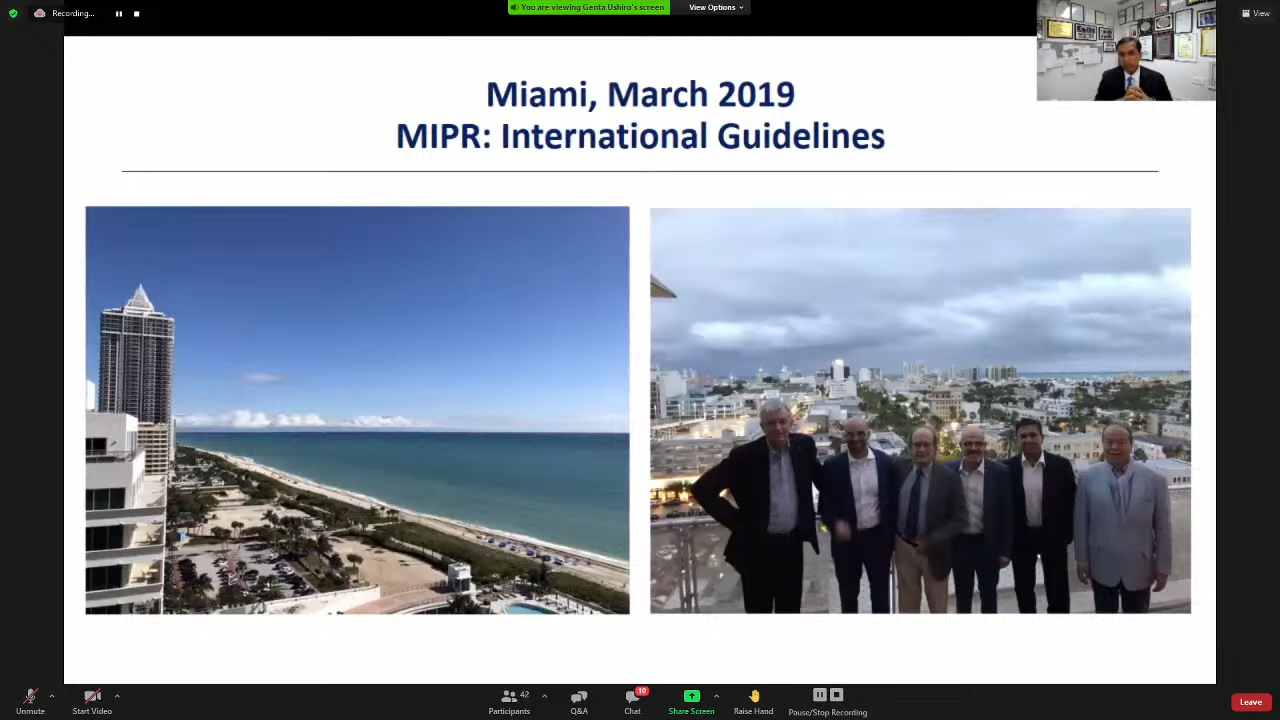 Recording...
You are viewing Genta Ushiro's screen
View Options
View
Miami, March 2019
MIPR: International Guidelines
Unmute
Start Video
42
Participants
Q&A
10
Chat
Share Screen
Raise Hand
Pause/Stop Recording
Leave